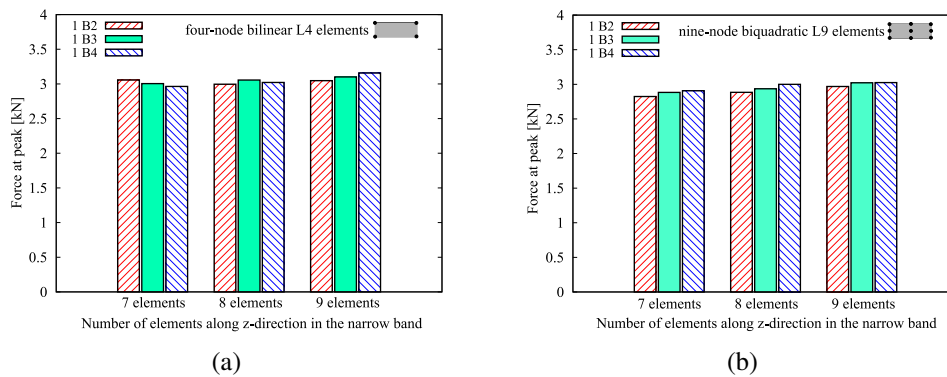 1 B2
1 B3
1 B4
four-node bilinear L4 elements
4
3.5
3
2.5
2
1.5
1
0.5
0
Force at peak [kN]
7 elements 8 elements 9 elements
Number of elements along z-direction in the narrow band
(a)
1 B2
1 B3
1 B4
nine-node biquadratic L9 elements
4
3.5
3
2.5
2
1.5
1
0.5
0
Force at peak [kN]
7 elements 8 elements 9 elements
Number of elements along z-direction in the narrow band
(b)